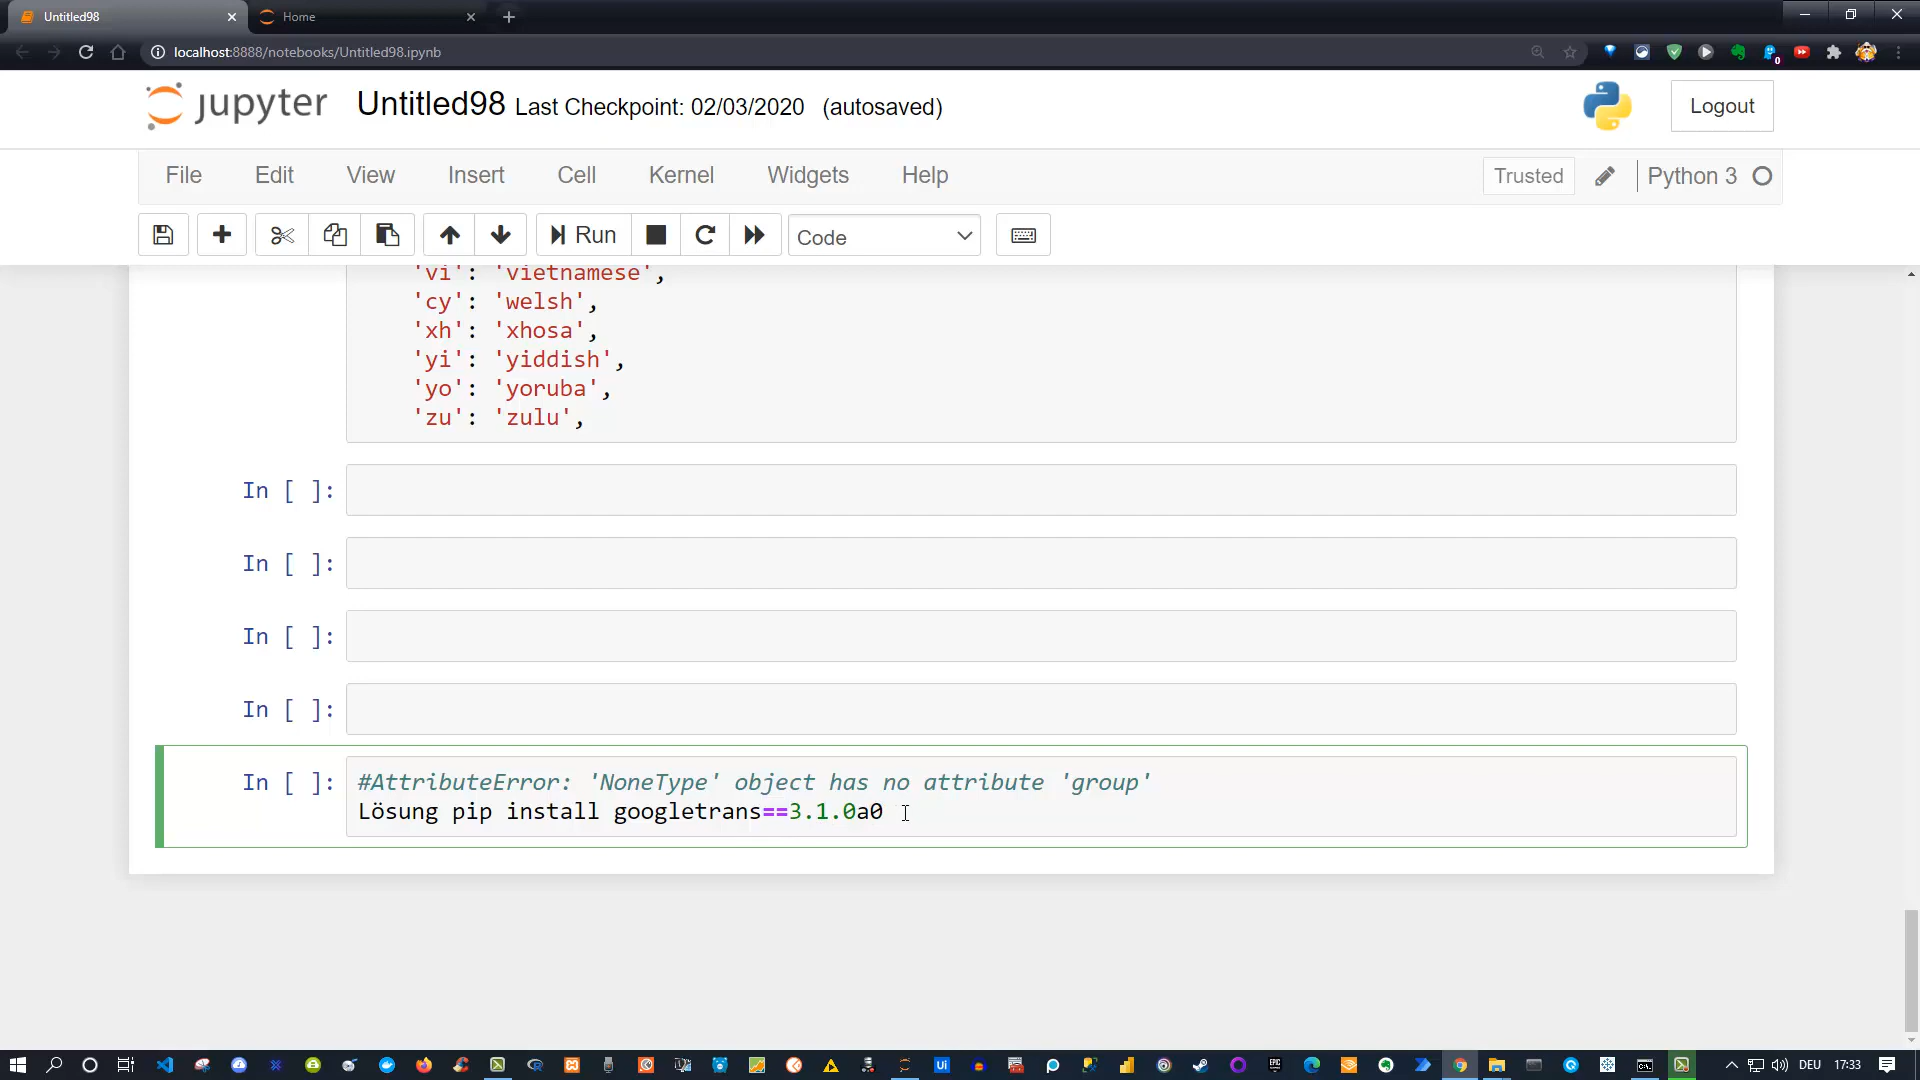 Untitled98
Home
localhost:8888/notebooks/Untitled98.ipynb
0
jupyter
Untitled98 Last Checkpoint: 02/03/2020 (autosaved)
Logout
File Edit View Insert Cell Kernel Widgets Help
Trusted
Python 3
Run
Code
'vi': 'vietnamese',
'cy': 'welsh',
'xh': 'xhosa',
'yi': 'yiddish',
'yo': 'yoruba',
'zu': 'zulu',
In [ ]:
In [ ]:
In [ ]:
In [ ]:
In [ ]: #AttributeError: 'NoneType' object has no attribute 'group'
Lösung pip install googletrans==3.1.0a0
Ui
DEU
17:33